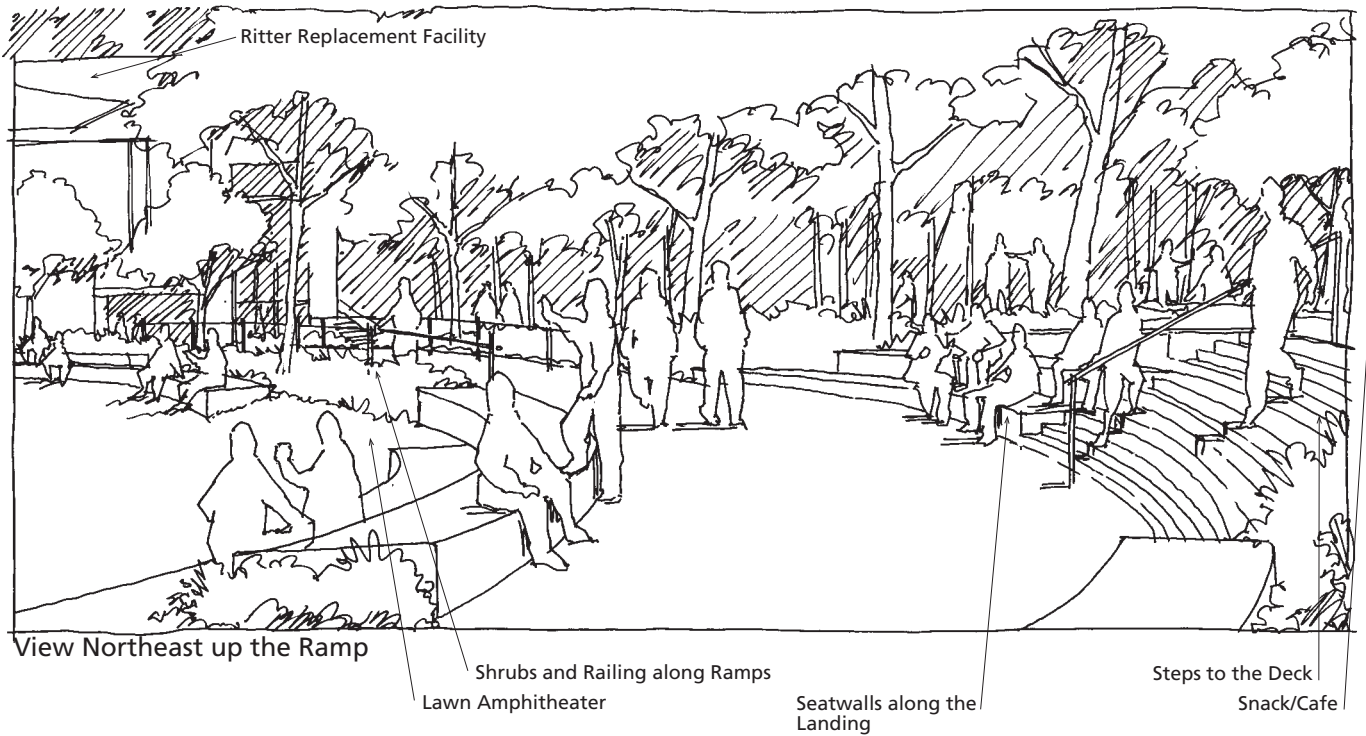 Ritter Replacement Facility
View Northeast up the Ramp
Shrubs and Railing along Ramps
Lawn Amphitheater
Seatwalls along the
Landing
Steps to the Deck
Snack/Cafe